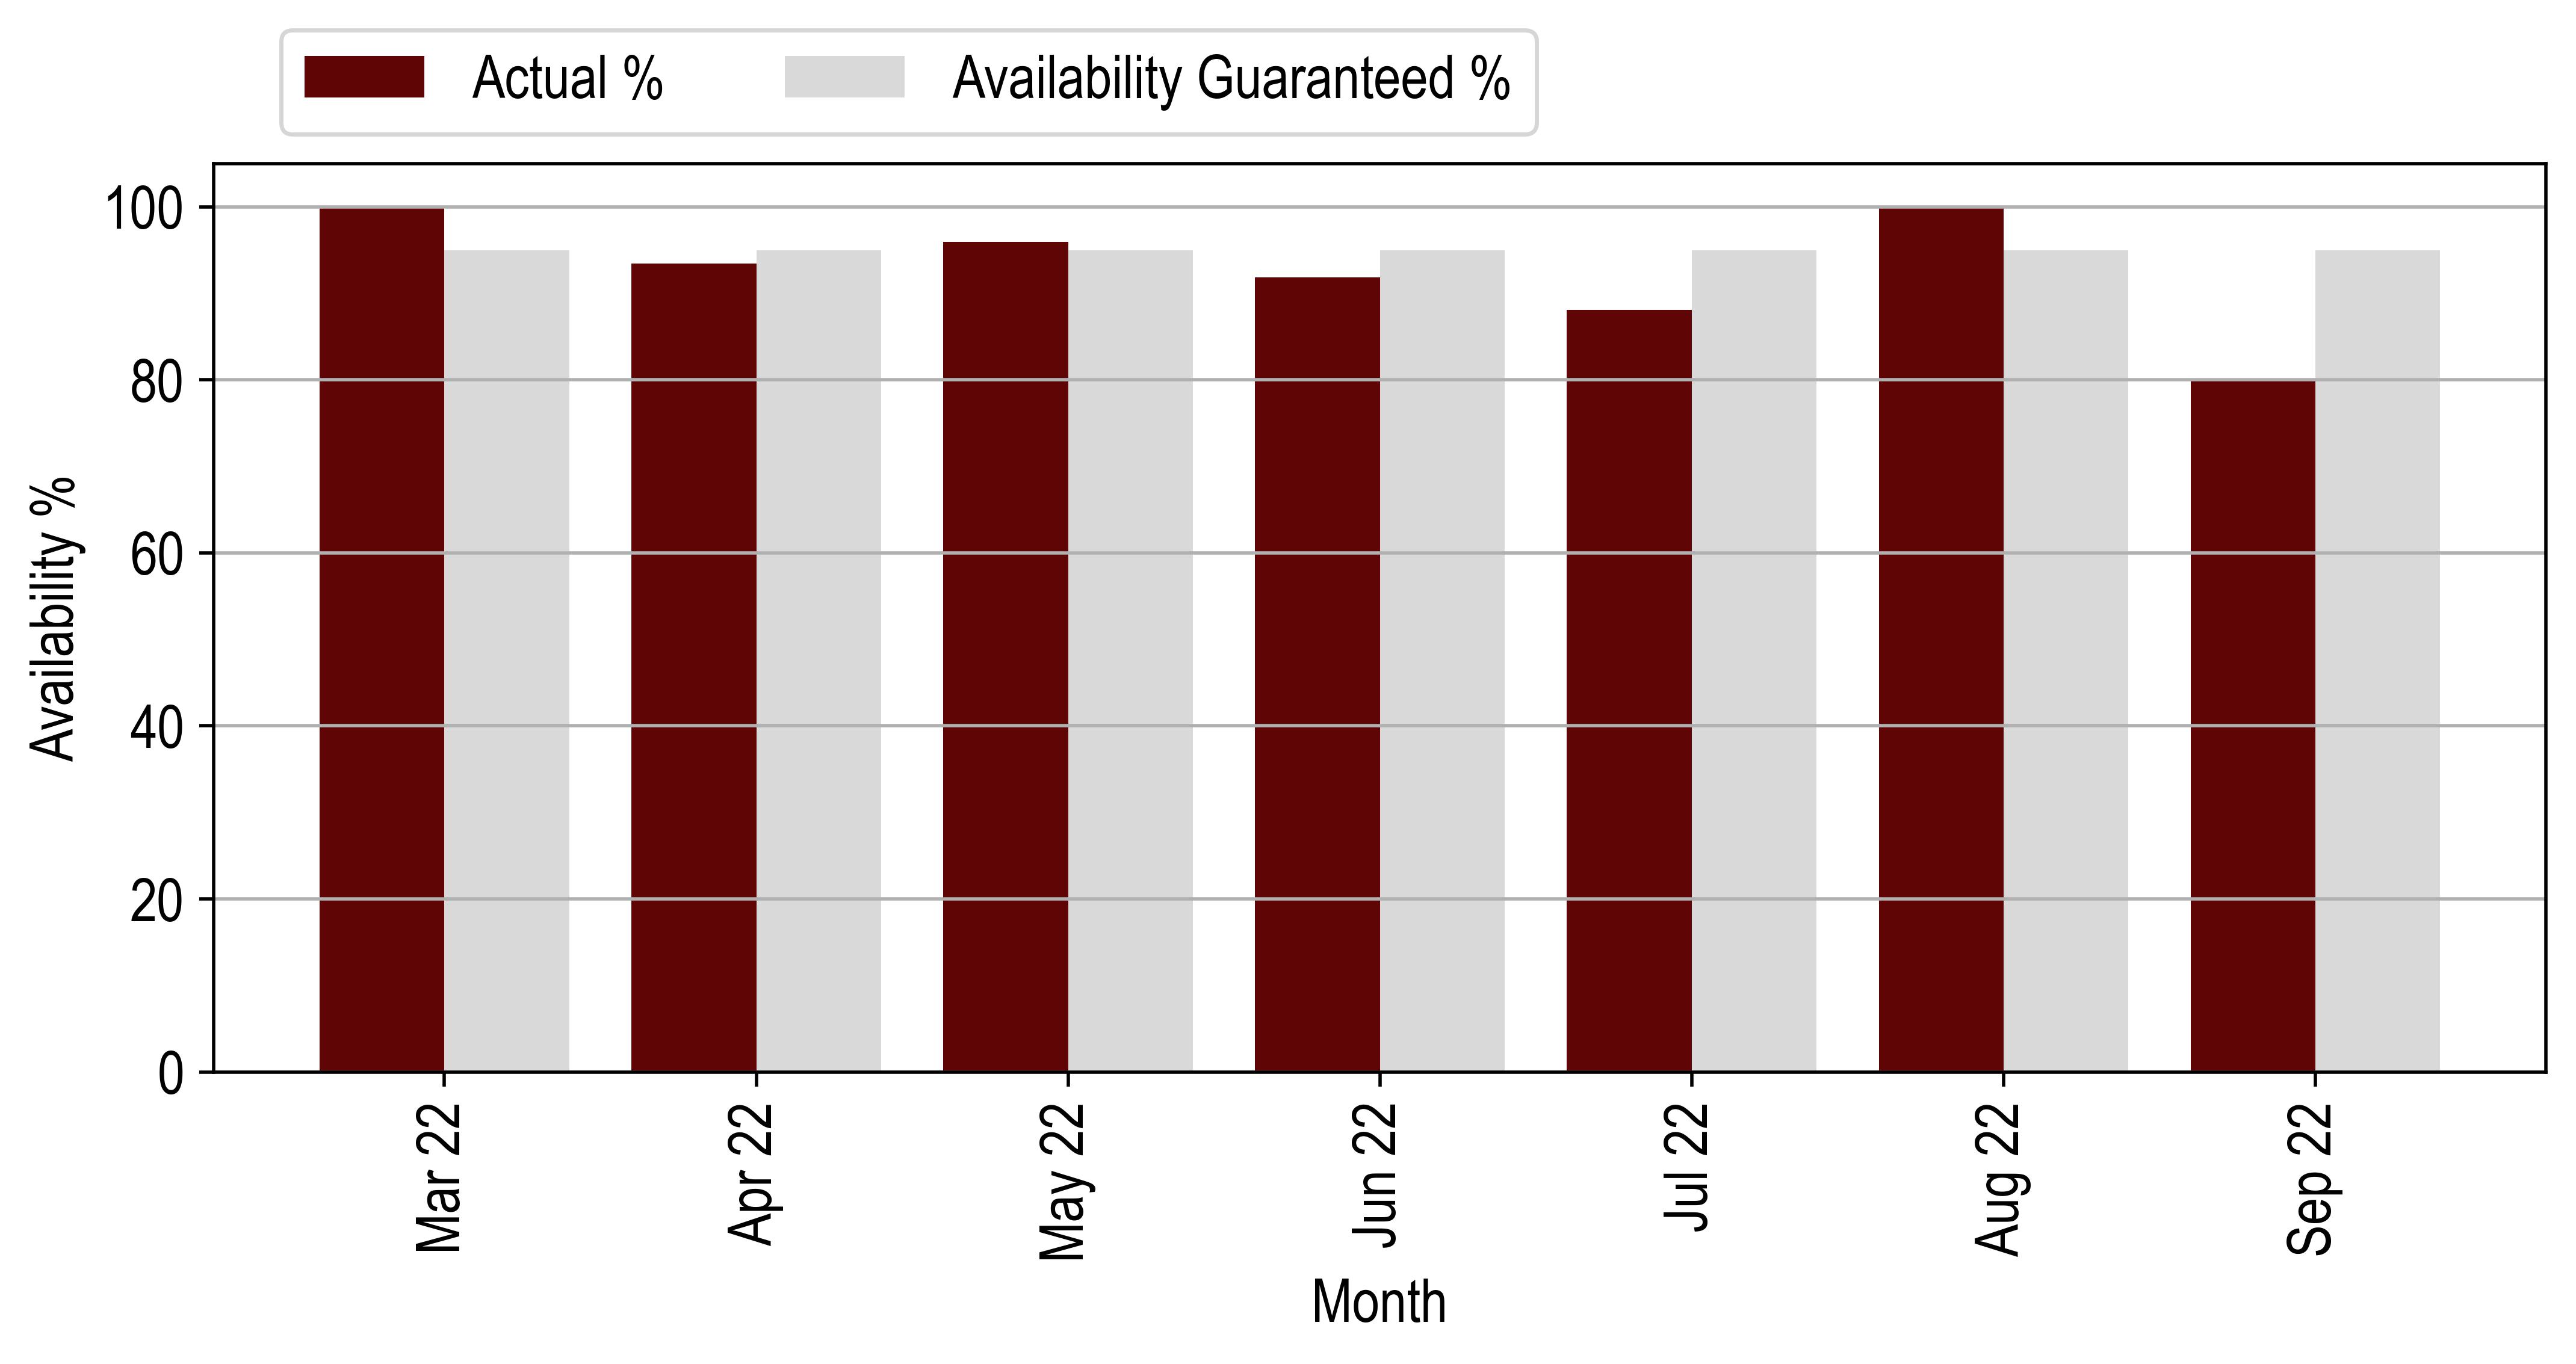 Actual % Availability Guaranteed %
100
80
60
40
20
0
Availability %
Mar 22 Apr 22 May 22 Jun 22 Jul 22 Aug 22 Sep 22
Month